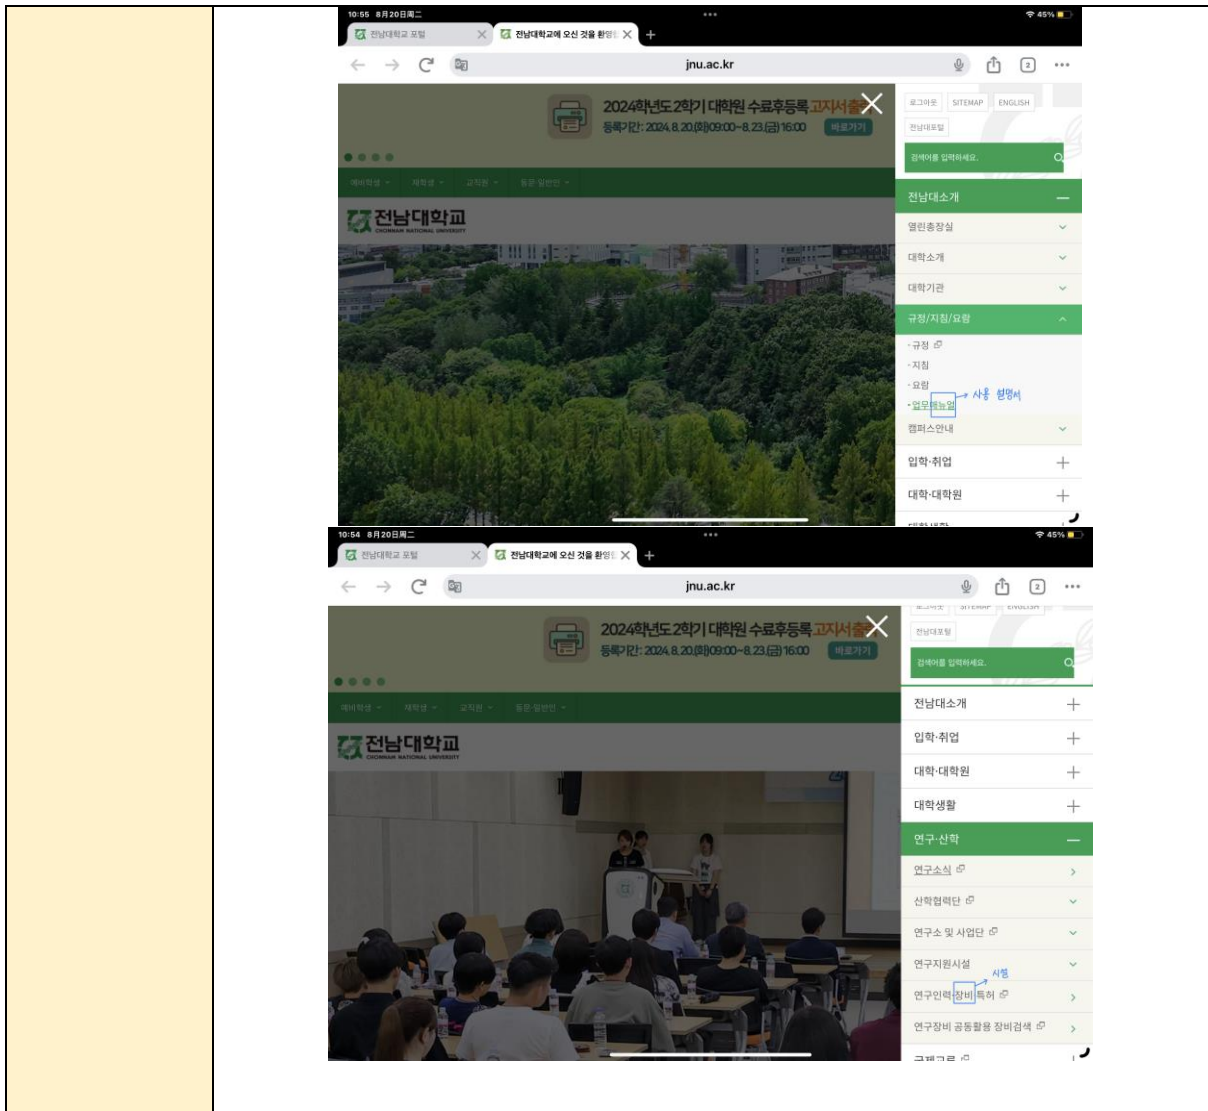 10:55 8月20日周二
45%
전남대학교 포털
전남대학교에 오신 것을 환영
jnu.ac.kr
2
2024학년도 2학기 대학원 수료후등록 고지서 출력
등록기간: 2024. 8. 20.(화)09:00~8. 23.(금)16:00 바로가기
예비학생 재학생 교직원 동문·일반인
전남대학교
CHONNAM NATIONAL UNIVERSITY
로그아웃 SITEMAP ENGLISH
전남대포털
검색어를 입력하세요.
전남대소개
열린총장실
대학소개
대학기관
규정/지침/요람
· 규정
· 지침
· 요람
· 업무매뉴얼 → 사용 설명서
캠퍼스안내
입학·취업
대학·대학원
10:54 8月20日周二
45%
전남대학교 포털
전남대학교에 오신 것을 환영
jnu.ac.kr
2
2024학년도 2학기 대학원 수료후등록 고지서 출력
등록기간: 2024. 8. 20.(화)09:00~8. 23.(금)16:00 바로가기
예비학생 재학생 교직원 동문·일반인
전남대학교
CHONNAM NATIONAL UNIVERSITY
로그아웃 SITEMAP ENGLISH
전남대포털
검색어를 입력하세요.
전남대소개
입학·취업
대학·대학원
대학생활
연구·산학
연구소식
산학협력단
연구소 및 사업단
연구지원시설
시설
연구인력·장비·특허
연구장비 공동활용 장비검색
국제교류